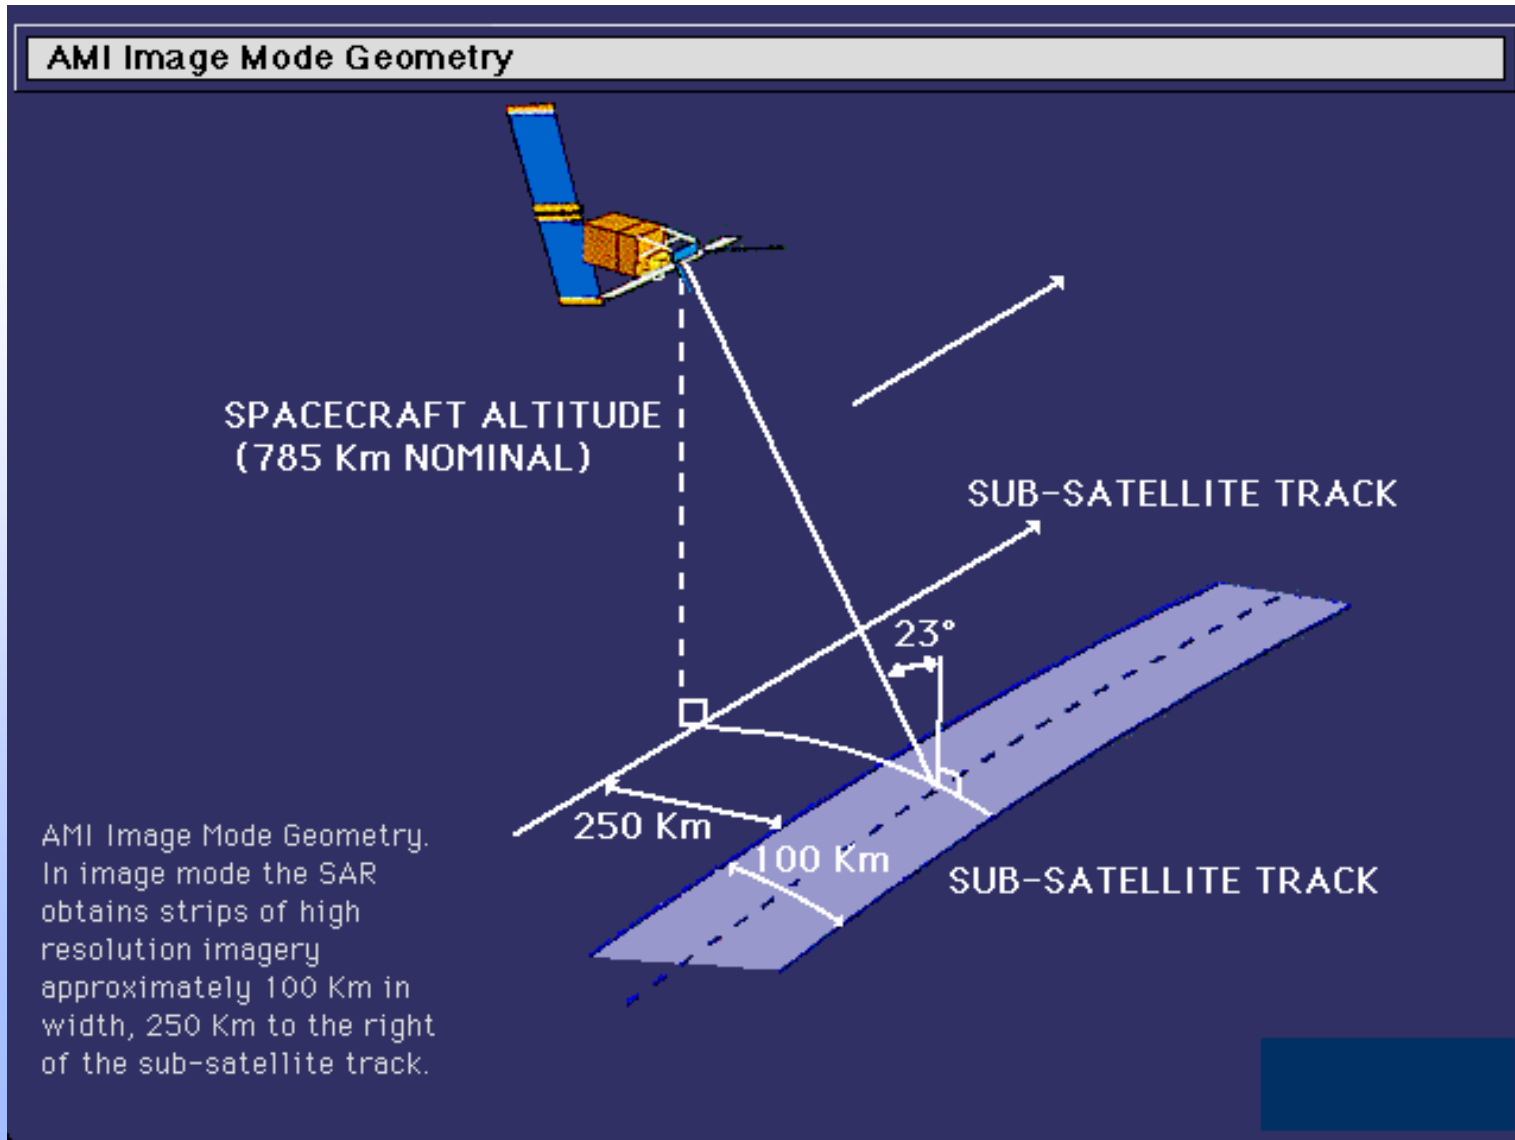 AMI Image Mode Geometry
SPACECRAFT ALTITUDE
(785 Km NOMINAL)
SUB-SATELLITE TRACK
23°
250 Km
100 Km
SUB-SATELLITE TRACK
AMI Image Mode Geometry.
In image mode the SAR
obtains strips of high
resolution imagery
approximately 100 Km in
width, 250 Km to the right
of the sub-satellite track.